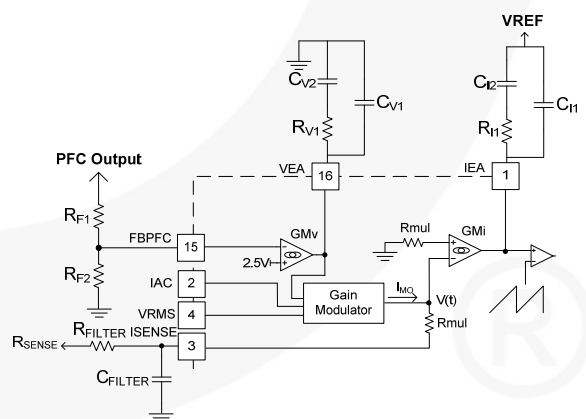 VREF
CV2
CV1
RV1
CI2
CI1
RI1
PFC Output
VEA
16
IEA
1
RF1
RF2
FBPFC
15
GMv
2.5V
Rmul
GMi
IAC
2
Gain
Modulator
IMO
V(t)
VRMS
4
ISENSE
3
Rmul
RFILTER
RSENSE
CFILTER
®